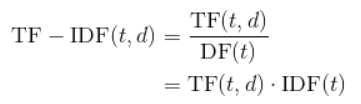 TF − IDF(t, d) = TF(t, d) / DF(t)
= TF(t, d) · IDF(t)